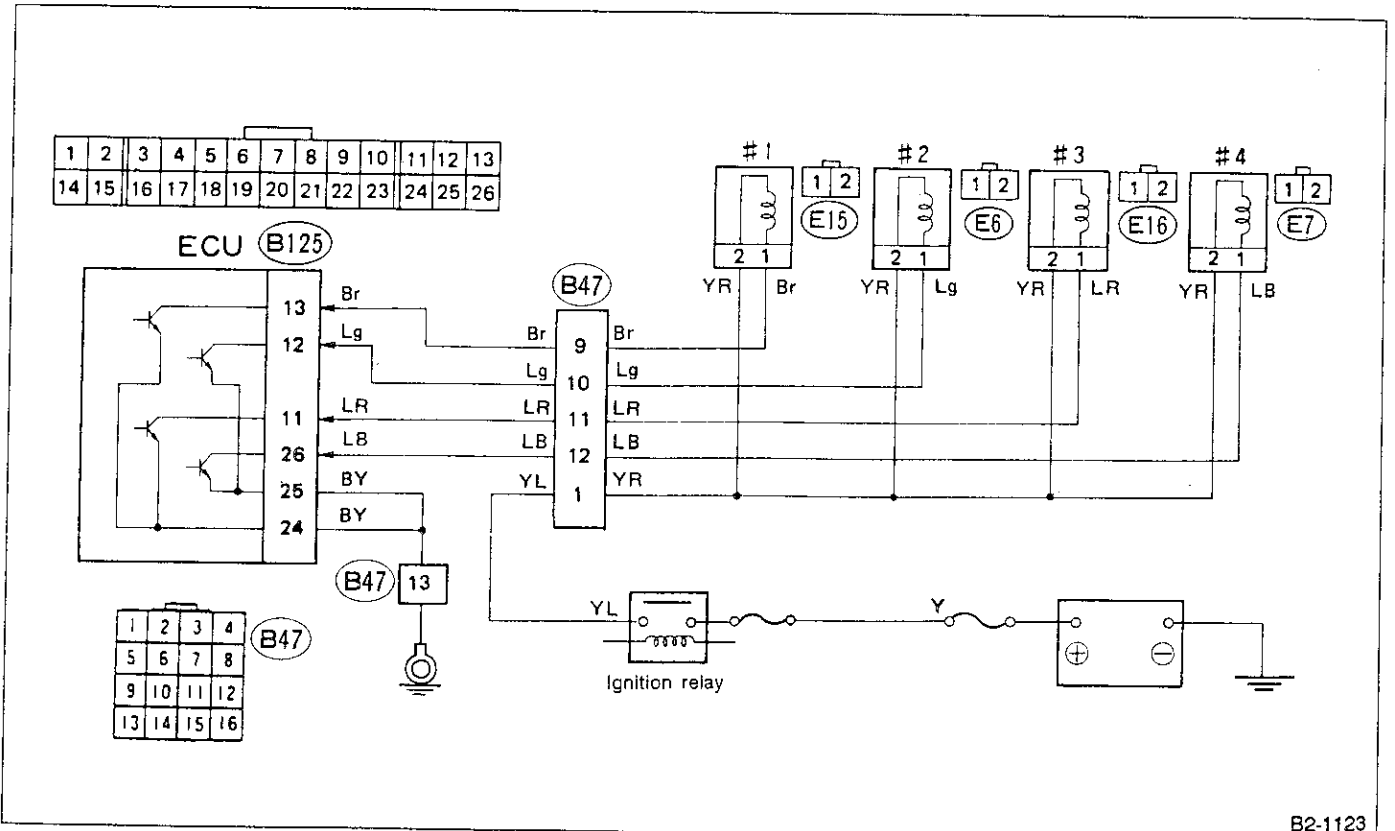 1 2 3 4 5 6 7 8 9 10 11 12 13
14 15 16 17 18 19 20 21 22 23 24 25 26
ECU B125
13 Br
12 Lg
11 LR
26 LB
25 BY
24 BY
B47 13
B47
Br 9 Br
Lg 10 Lg
LR 11 LR
LB 12 LB
YL 1 YR
#1
1 2
E15
2 1
YR Br
#2
1 2
E6
2 1
YR Lg
#3
1 2
E16
2 1
YR LR
#4
1 2
E7
2 1
YR LB
1 2 3 4
5 6 7 8
9 10 11 12
13 14 15 16
B47
YL
Ignition relay
Y
+ −
B2-1123